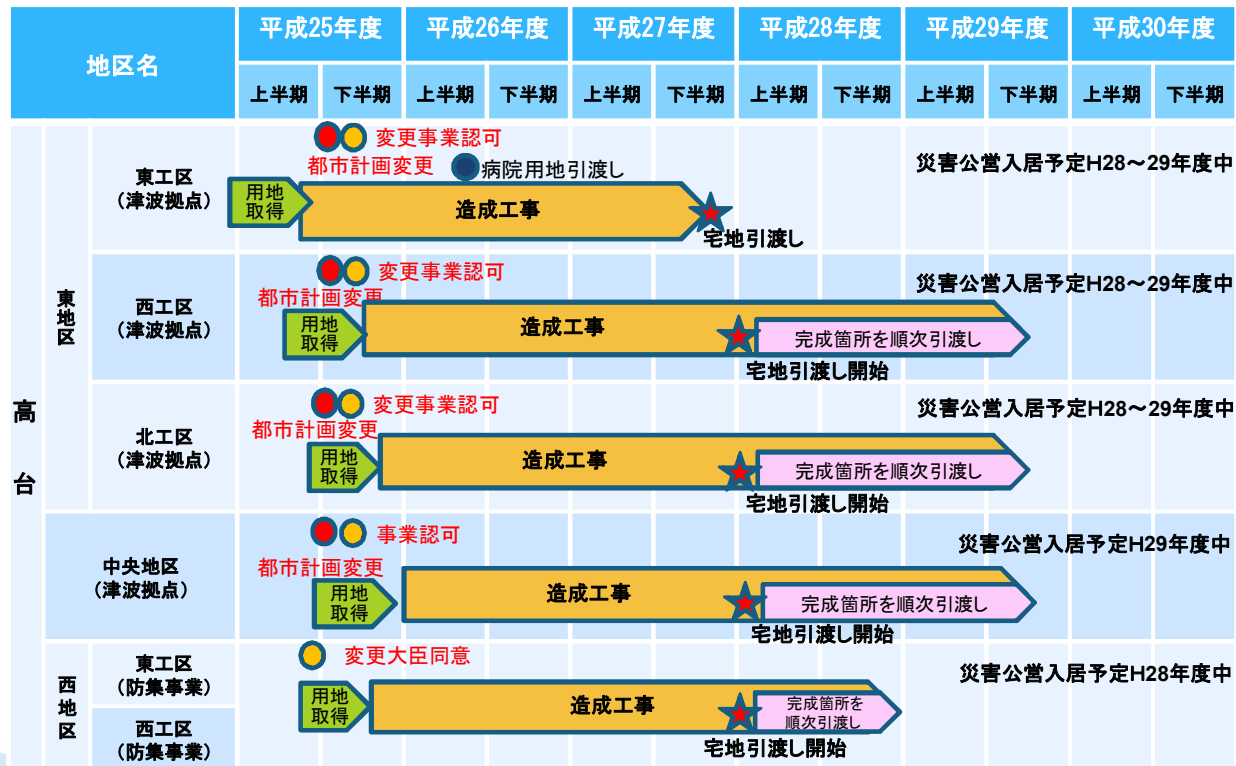 地区名
平成25年度
平成26年度
平成27年度
平成28年度
平成29年度
平成30年度
上半期
下半期
上半期
下半期
上半期
下半期
上半期
下半期
上半期
下半期
上半期
下半期
高台
東地区
東工区
(津波拠点)
変更事業認可
都市計画変更
病院用地引渡し
災害公営入居予定H28～29年度中
用地
取得
造成工事
宅地引渡し
西工区
(津波拠点)
変更事業認可
都市計画変更
災害公営入居予定H28～29年度中
用地
取得
造成工事
完成箇所を順次引渡し
宅地引渡し開始
北工区
(津波拠点)
変更事業認可
都市計画変更
災害公営入居予定H28～29年度中
用地
取得
造成工事
完成箇所を順次引渡し
宅地引渡し開始
中央地区
(津波拠点)
事業認可
都市計画変更
災害公営入居予定H29年度中
用地
取得
造成工事
完成箇所を順次引渡し
宅地引渡し開始
西地区
東工区
(防集事業)
西工区
(防集事業)
変更大臣同意
災害公営入居予定H28年度中
用地
取得
造成工事
完成箇所を
順次引渡し
宅地引渡し開始